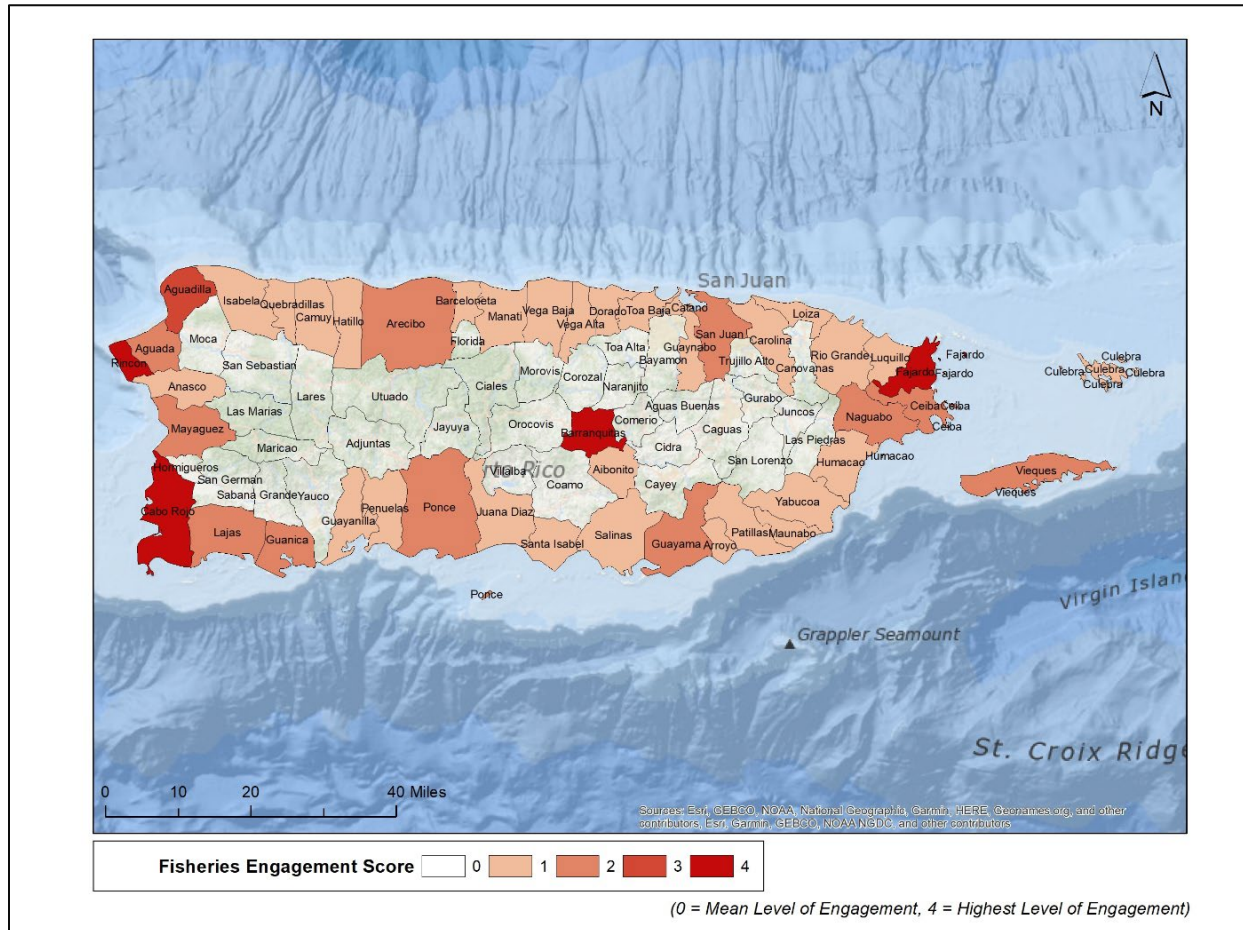 N
San Juan
Aguadilla
Isabela
Quebradillas
Camuy
Hatillo
Arecibo
Barceloneta
Manati
Vega Baja
Vega Alta
Dorado
Toa Baja
Catano
San Juan
Loiza
Carolina
Guaynabo
Bayamon
Toa Alta
Trujillo Alto
Canovanas
Rio Grande
Luquillo
Fajardo
Fajardo
Fajardo
Culebra
Culebra
Culebra
Culebra
Culebra
Moca
Aguada
Rincon
Florida
San Sebastian
Anasco
Lares
Utuado
Ciales
Morovis
Corozal
Naranjito
Gurabo
Juncos
Naguabo
Ceiba
Ceiba
Ceiba
Las Marias
Mayaguez
Maricao
Adjuntas
Jayuya
Orocovis
Barranquitas
Comerio
Aguas Buenas
Caguas
Cidra
Las Piedras
San Lorenzo
Humacao
Humacao
Vieques
Vieques
Hormigueros
San German
Sabana Grande
Yauco
Villalba
rto Rico
Aibonito
Coamo
Cayey
Yabucoa
Cabo Rojo
Lajas
Guanica
Guayanilla
Penuelas
Ponce
Juana Diaz
Santa Isabel
Salinas
Guayama
Arroyo
Patillas
Maunabo
Ponce
Virgin Island
Grappler Seamount
St. Croix Ridge
0 10 20 40 Miles
Sources: Esri, GEBCO, NOAA, National Geographic, Garmin, HERE, Geonames.org, and other
contributors, Esri, Garmin, GEBCO, NOAA NGDC, and other contributors
Fisheries Engagement Score 0 1 2 3 4
(0 = Mean Level of Engagement, 4 = Highest Level of Engagement)